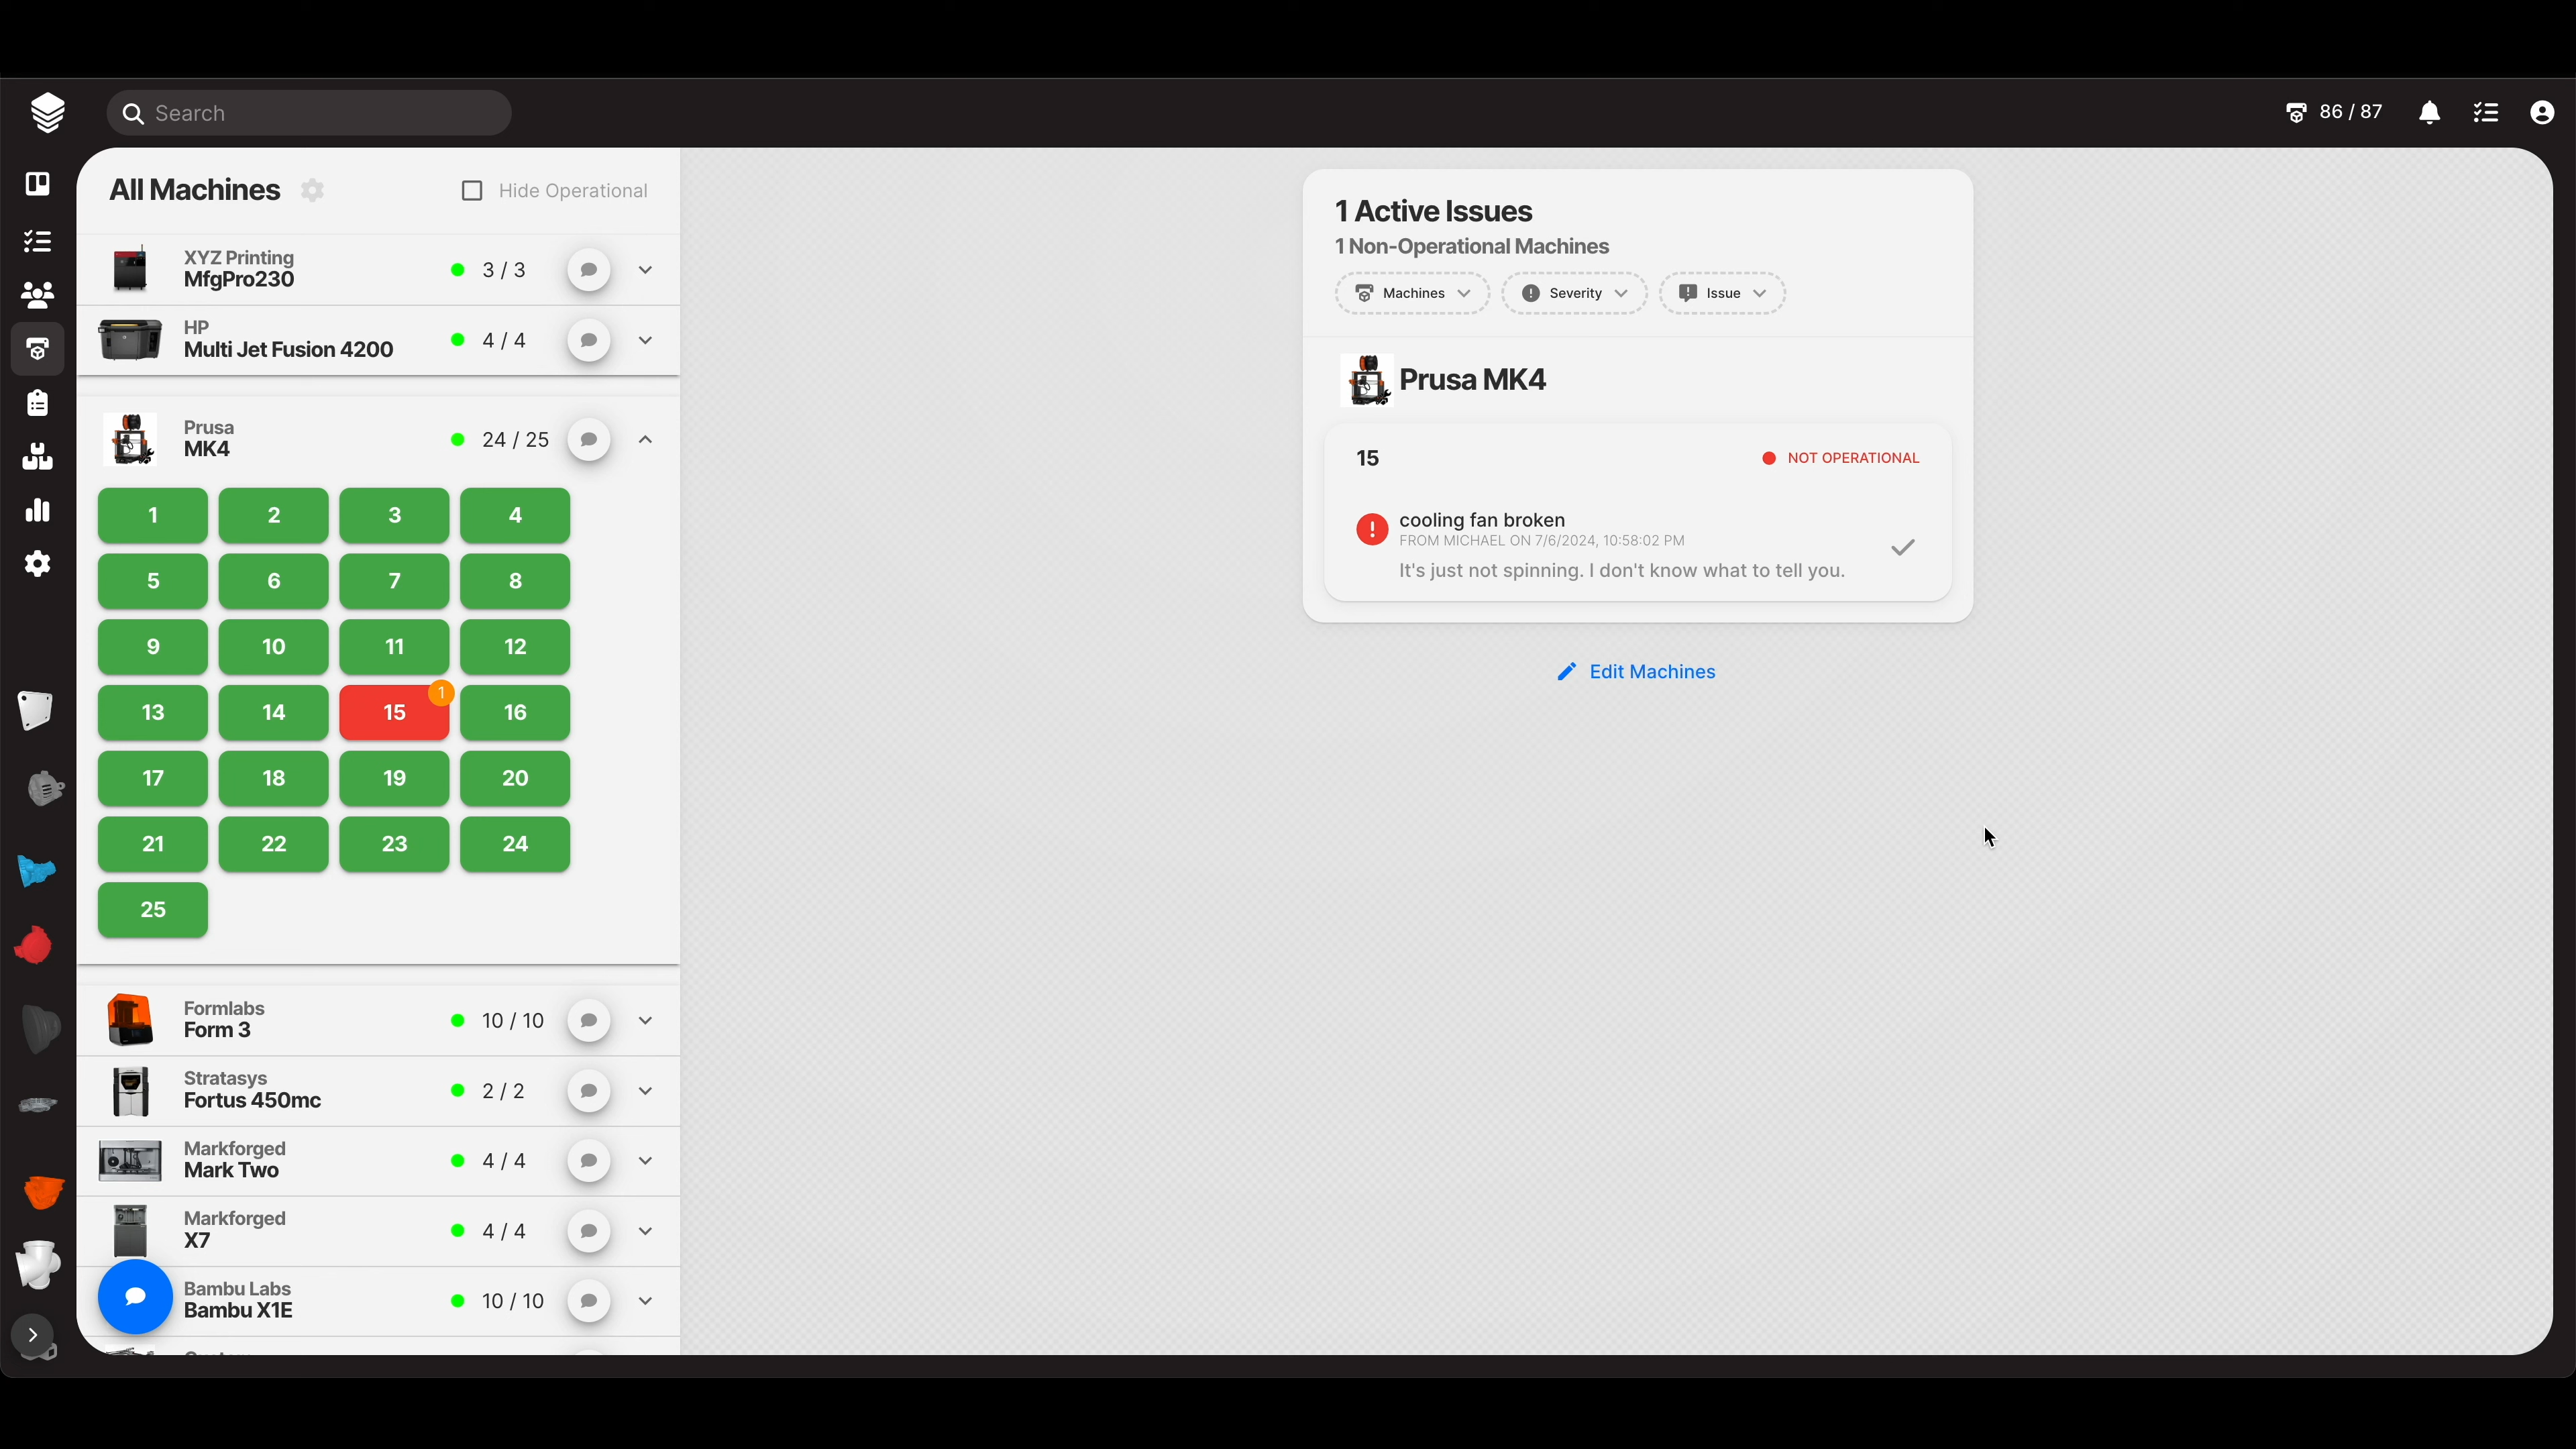 Search
86 / 87
All Machines
Hide Operational
XYZ Printing
MfgPro230
3 / 3
HP
Multi Jet Fusion 4200
4 / 4
Prusa
MK4
24 / 25
1 2 3 4
5 6 7 8
9 10 11 12
13 14 15 1 16
17 18 19 20
21 22 23 24
25
Formlabs
Form 3
10 / 10
Stratasys
Fortus 450mc
2 / 2
Markforged
Mark Two
4 / 4
Markforged
X7
4 / 4
Bambu Labs
Bambu X1E
10 / 10
1 Active Issues
1 Non-Operational Machines
Machines Severity Issue
Prusa MK4
15
NOT OPERATIONAL
cooling fan broken
FROM MICHAEL ON 7/6/2024, 10:58:02 PM
It's just not spinning. I don't know what to tell you.
Edit Machines